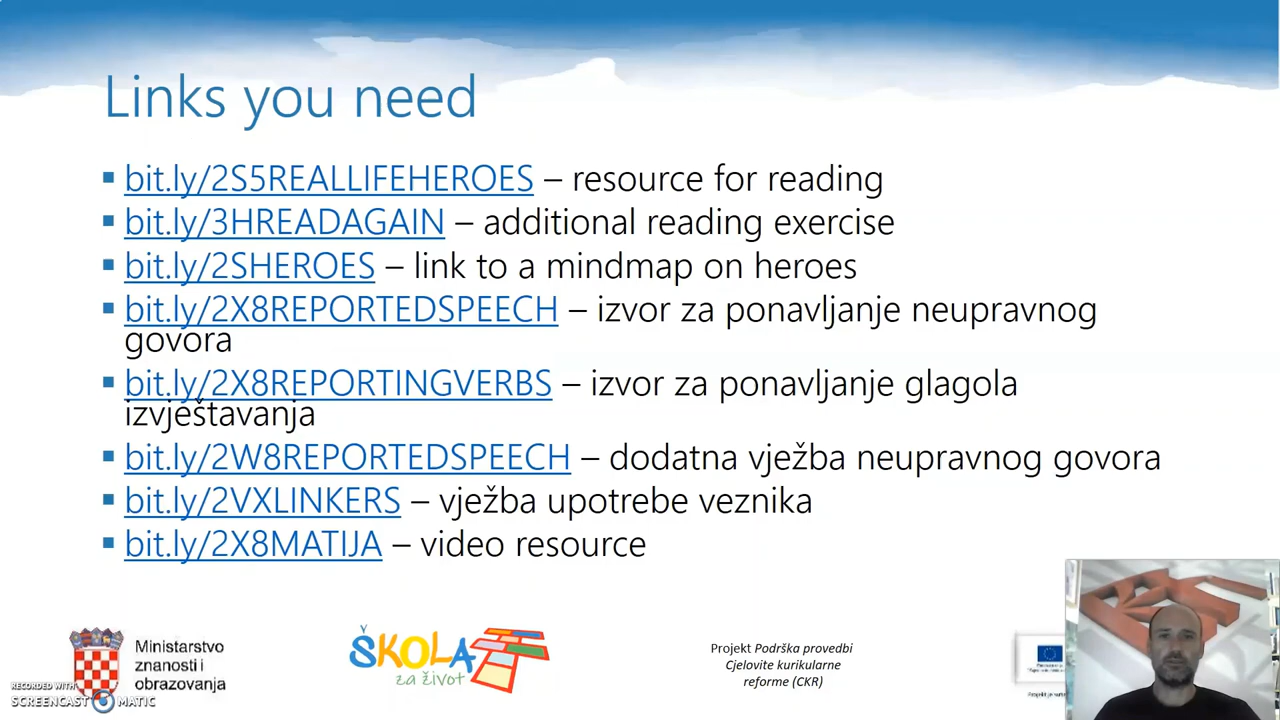 Links you need
bit.ly/2S5REALLIFEHEROES – resource for reading
bit.ly/3HREADAGAIN – additional reading exercise
bit.ly/2SHEROES – link to a mindmap on heroes
bit.ly/2X8REPORTEDSPEECH – izvor za ponavljanje neupravnog
govora
bit.ly/2X8REPORTINGVERBS – izvor za ponavljanje glagola
izvještavanja
bit.ly/2W8REPORTEDSPEECH – dodatna vježba neupravnog govora
bit.ly/2VXLINKERS – vježba upotrebe veznika
bit.ly/2X8MATIJA – video resource
Ministarstvo
znanosti i
obrazovanja
RECORDED WITH
SCREENCAST MATIC
ŠKOLA
za život
Projekt Podrška provedbi
Cjelovite kurikularne
reforme (CKR)